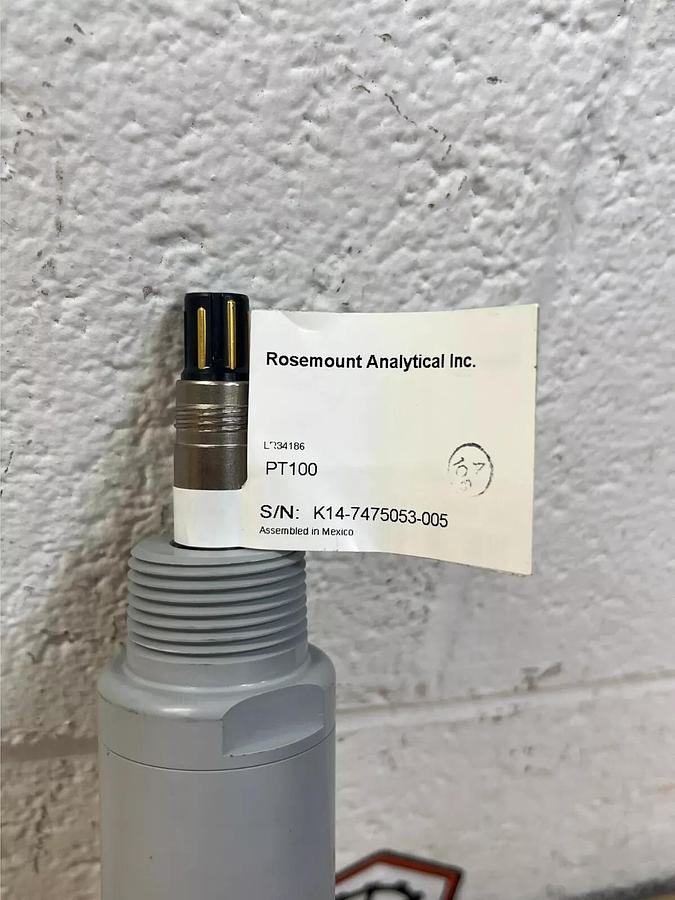 Rosemount Analytical Inc.
PT100
S/N: K14-7475053-005
Assembled in Mexico